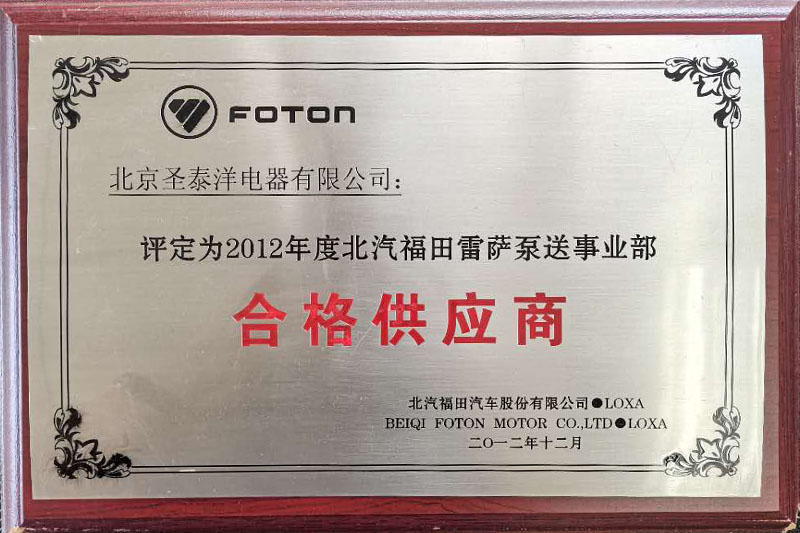 FOTON
北京圣泰洋电器有限公司：
评定为2012年度北汽福田雷萨泵送事业部
合格供应商
北汽福田汽车股份有限公司●LOXA
BEIQI FOTON MOTOR CO.,LTD●LOXA
二〇一二年十二月